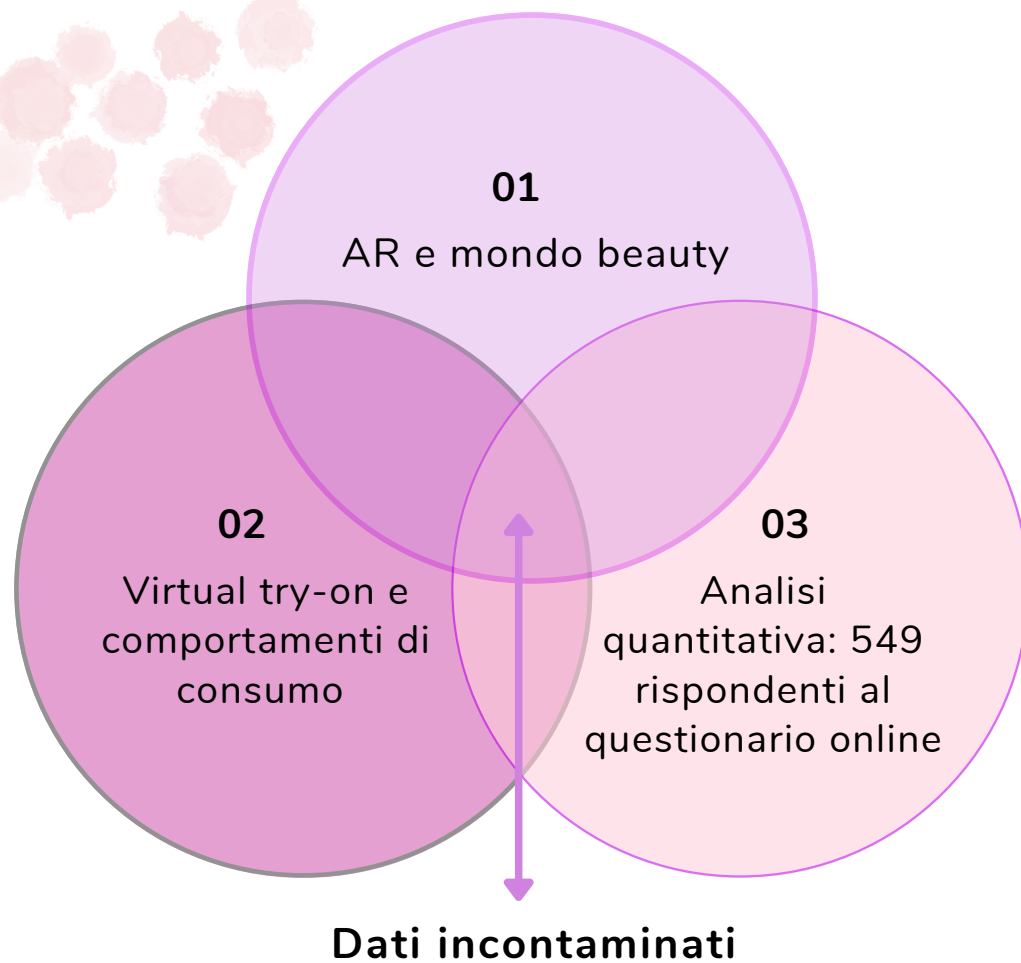 01
AR e mondo beauty
02
Virtual try-on e
comportamenti di
consumo
03
Analisi
quantitativa: 549
rispondenti al
questionario online
Dati incontaminati